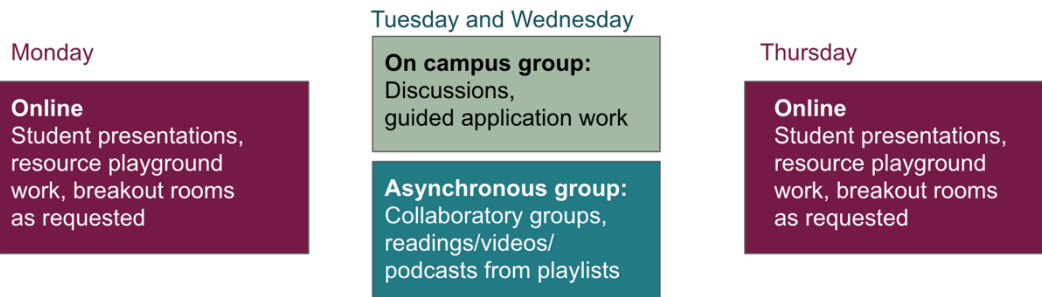 Monday
Online
Student presentations,
resource playground
work, breakout rooms
as requested
Tuesday and Wednesday
On campus group:
Discussions,
guided application work
Asynchronous group:
Collaboratory groups,
readings/videos/
podcasts from playlists
Thursday
Online
Student presentations,
resource playground
work, breakout rooms
as requested